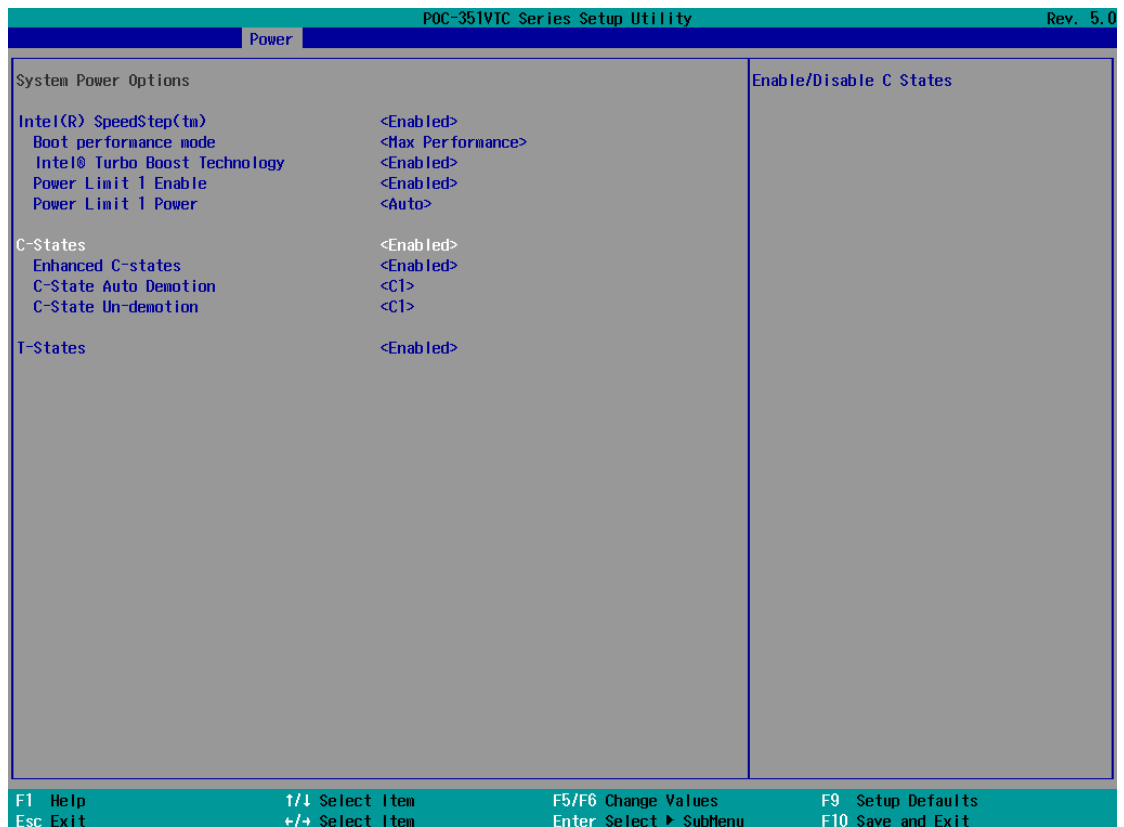 POC-351VTC Series Setup Utility Rev. 5.0
Power
System Power Options Enable/Disable C States
Intel(R) SpeedStep(tm) <Enabled>
Boot performance mode <Max Performance>
Intel® Turbo Boost Technology <Enabled>
Power Limit 1 Enable <Enabled>
Power Limit 1 Power <Auto>
C-States <Enabled>
Enhanced C-states <Enabled>
C-State Auto Demotion <C1>
C-State Un-demotion <C1>
T-States <Enabled>
F1 Help ↑/↓ Select Item F5/F6 Change Values F9 Setup Defaults
Esc Exit ←/→ Select Item Enter Select ▶ SubMenu F10 Save and Exit